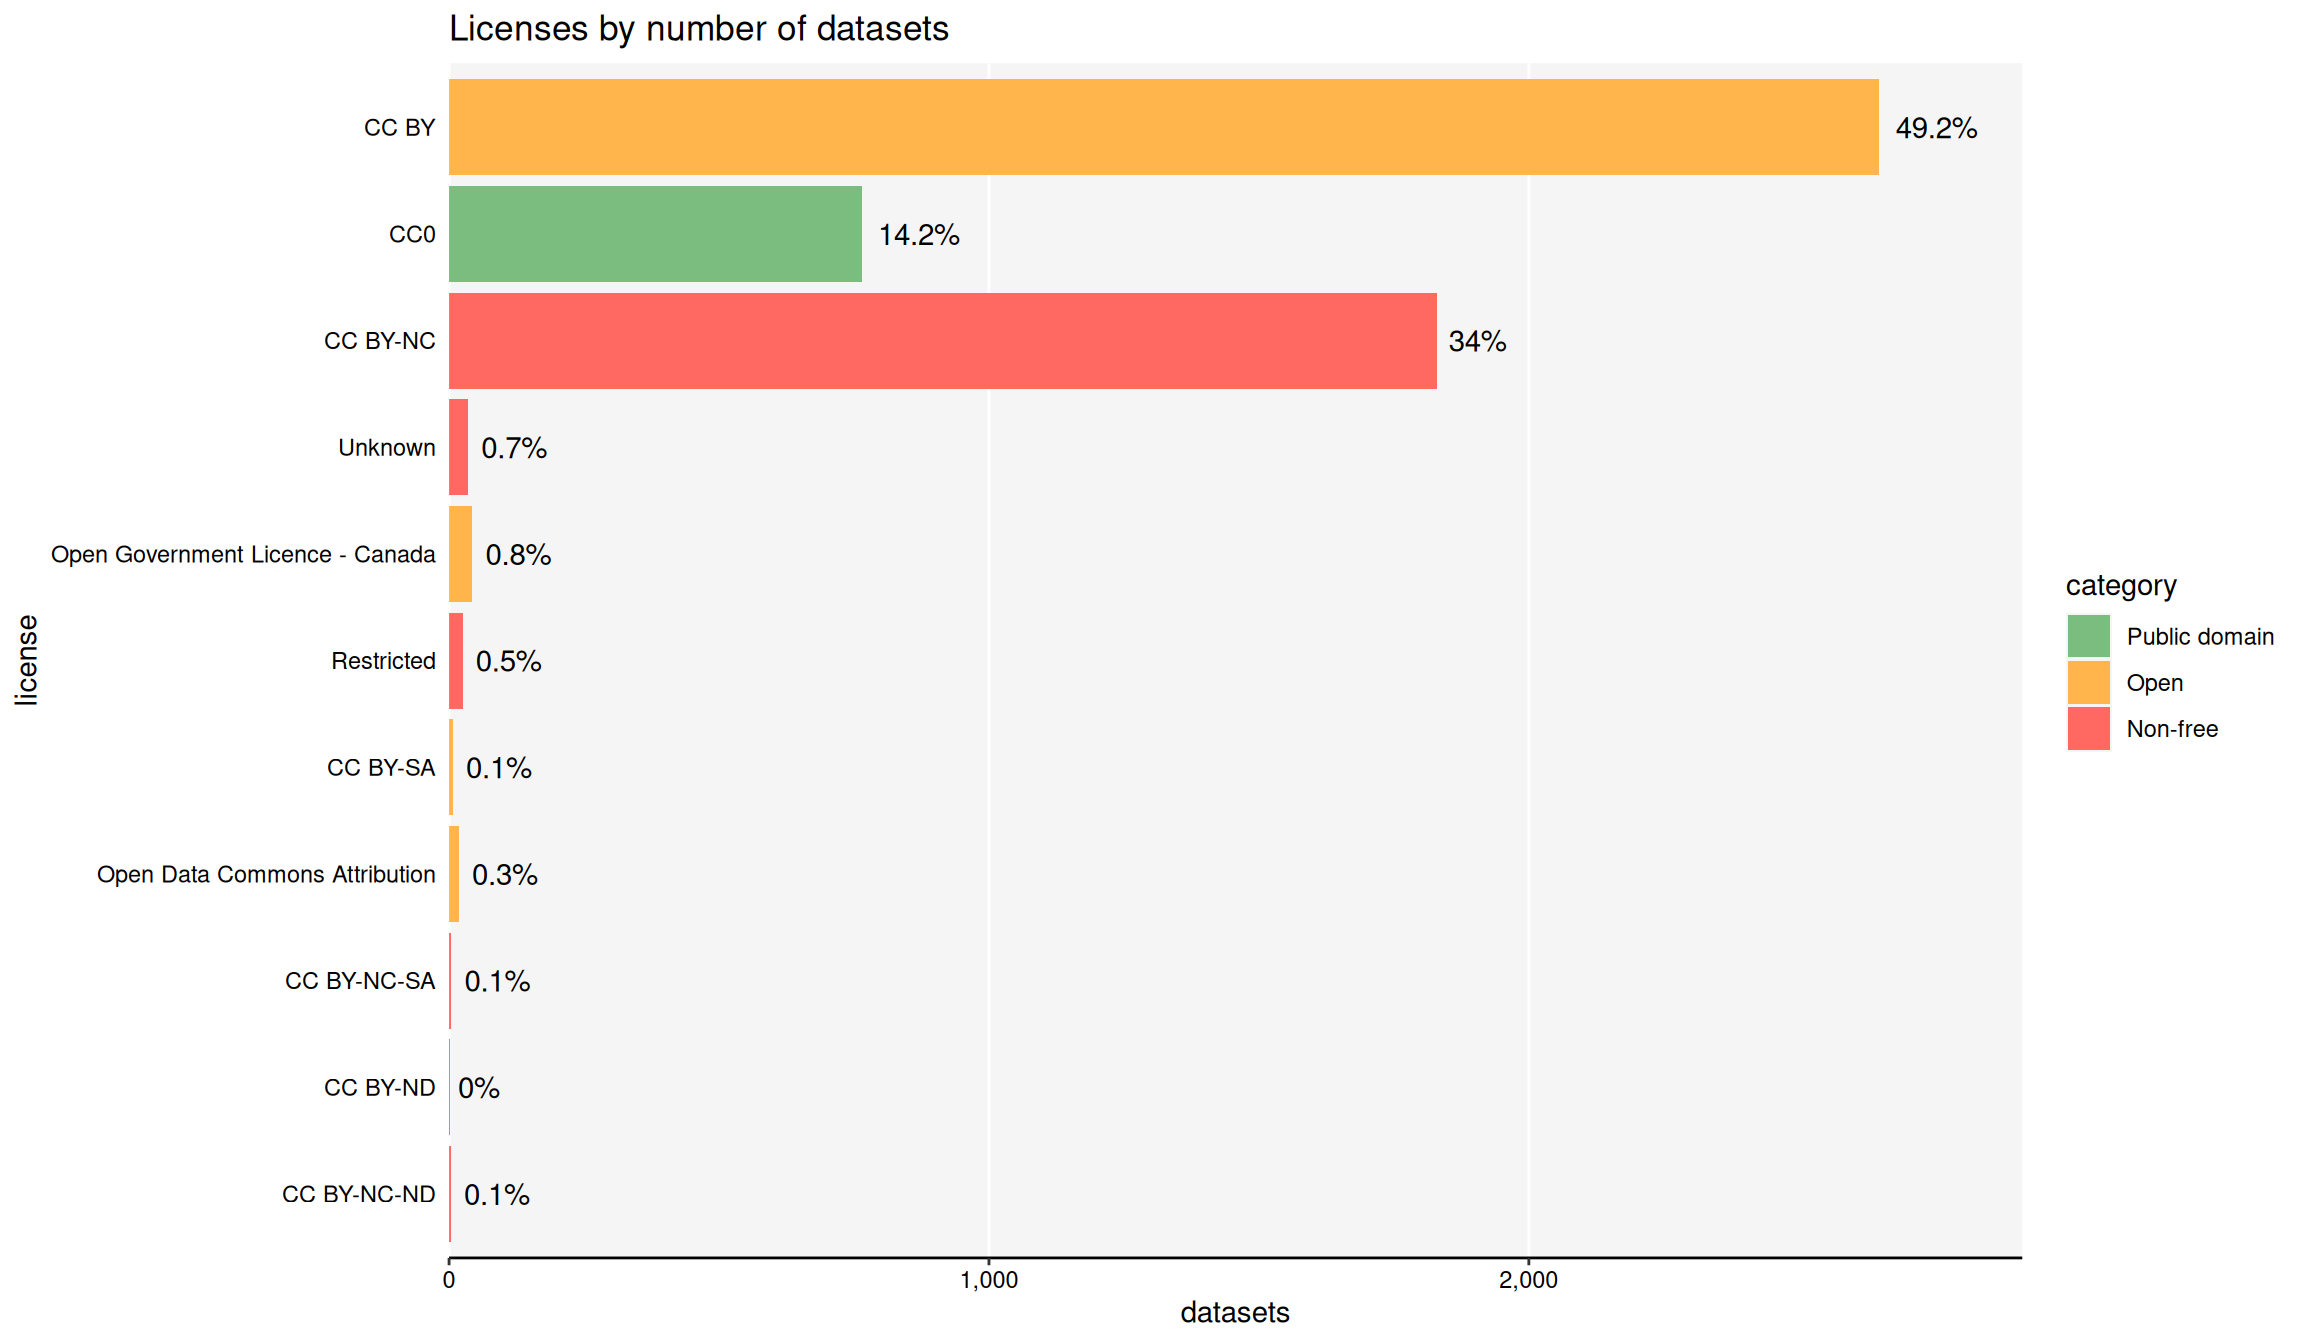 Licenses by number of datasets
CC BY
49.2%
CC0
14.2%
CC BY-NC
34%
Unknown
0.7%
Open Government Licence - Canada
0.8%
Restricted
0.5%
CC BY-SA
0.1%
Open Data Commons Attribution
0.3%
CC BY-NC-SA
0.1%
CC BY-ND
0%
CC BY-NC-ND
0.1%
license
0
1,000
2,000
datasets
category
Public domain
Open
Non-free